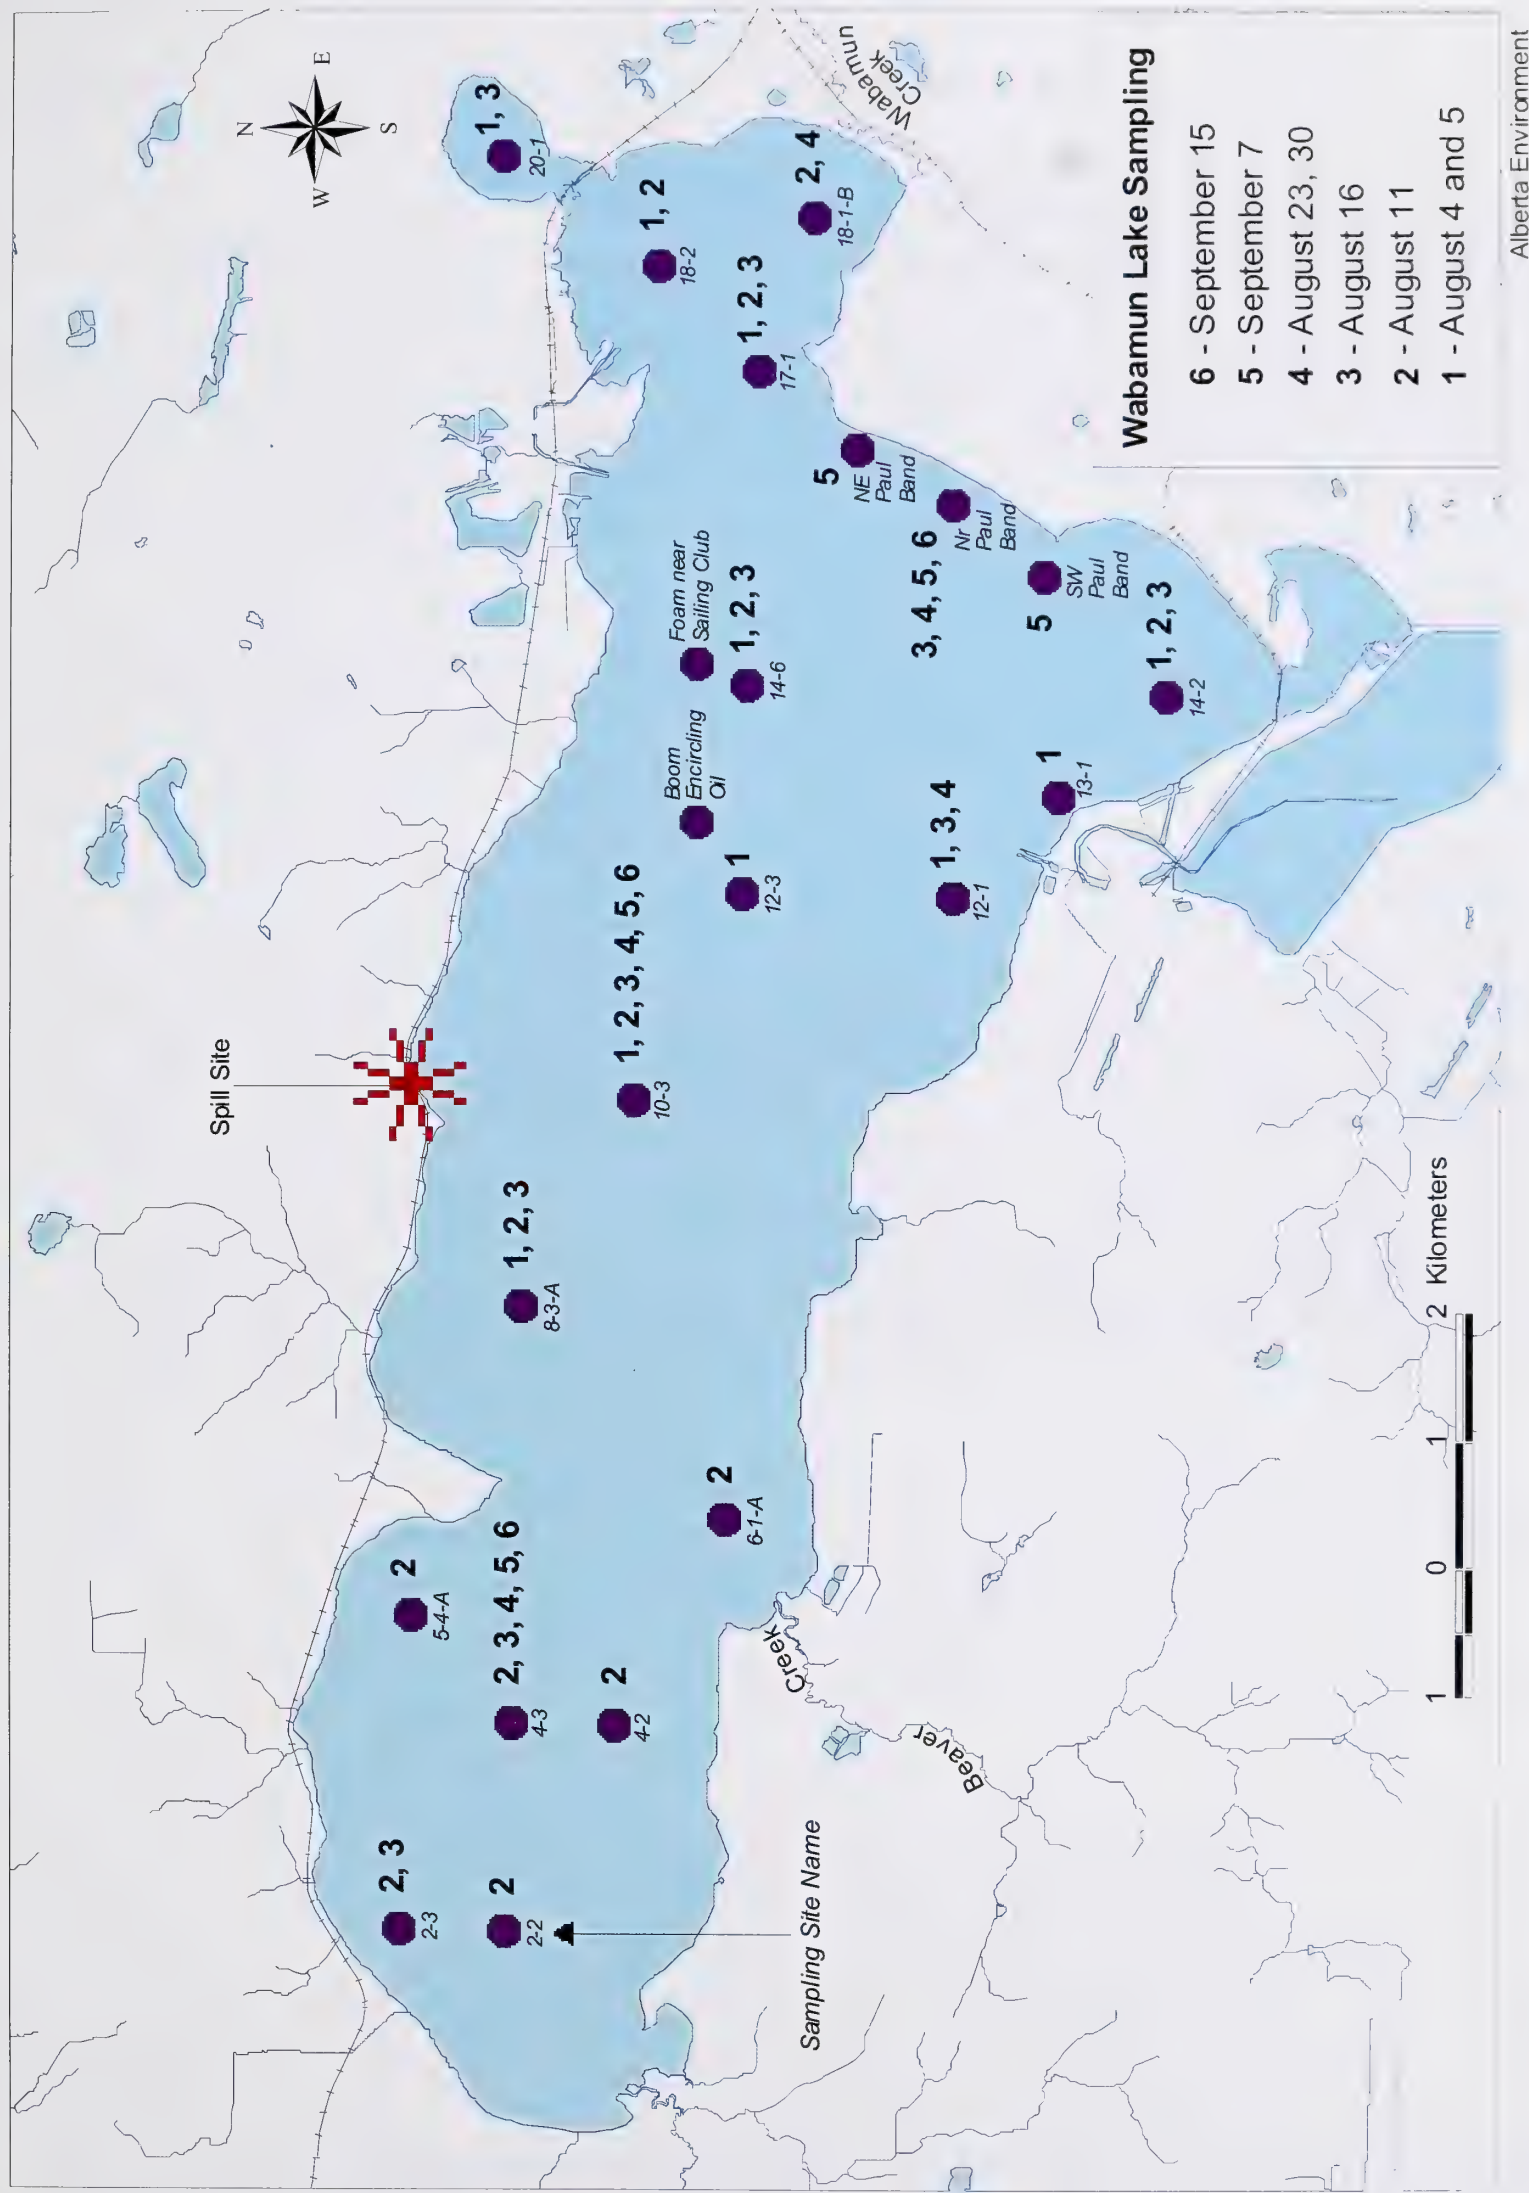 N
W
E
S
Spill Site
1, 3
20-1
1, 2
18-2
2, 4
18-1-B
1, 2, 3
17-1
Wabamun
Creek
5
NE
Paul
Band
3, 4, 5, 6
Nr
Paul
Band
5
SW
Paul
Band
Foam near
Sailing Club
1, 2, 3
14-6
1, 2, 3
14-2
Boom
Encircling
Oil
1
12-3
1
13-1
1, 3, 4
12-1
1, 2, 3, 4, 5, 6
10-3
1, 2, 3
8-3-A
2
6-1-A
2
5-4-A
2, 3, 4, 5, 6
4-3
2
4-2
2, 3
2-3
2
2-2
Sampling Site Name
Beaver
Creek
1 0 1 2 Kilometers
Wabamun Lake Sampling
6 - September 15
5 - September 7
4 - August 23, 30
3 - August 16
2 - August 11
1 - August 4 and 5
Alberta Environment